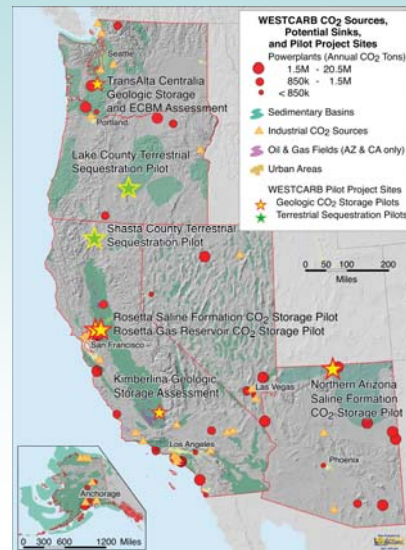 WESTCARB CO2 Sources,
Potential Sinks,
and Pilot Project Sites
Powerplants (Annual CO2 Tons)
1.5M - 20.5M
850k - 1.5M
< 850k
Sedimentary Basins
Industrial CO2 Sources
Oil & Gas Fields (AZ & CA only)
Urban Areas
WESTCARB Pilot Project Sites
Geologic CO2 Storage Pilots
Terrestrial Sequestration Pilots
0 50 100 200
Miles
Seattle
TransAlta Centralia
Geologic Storage
and ECBM Assessment
Portland
Lake County Terrestrial
Sequestration Pilot
Shasta County Terrestrial
Sequestration Pilot
Rosetta Saline Formation CO2 Storage Pilot
Rosetta Gas Reservoir CO2 Storage Pilot
San Francisco
Kimberlina Geologic
Storage Assessment
Las Vegas
Northern Arizona
Saline Formation
CO2 Storage Pilot
Los Angeles
Phoenix
Anchorage
0 300 600 1200 Miles